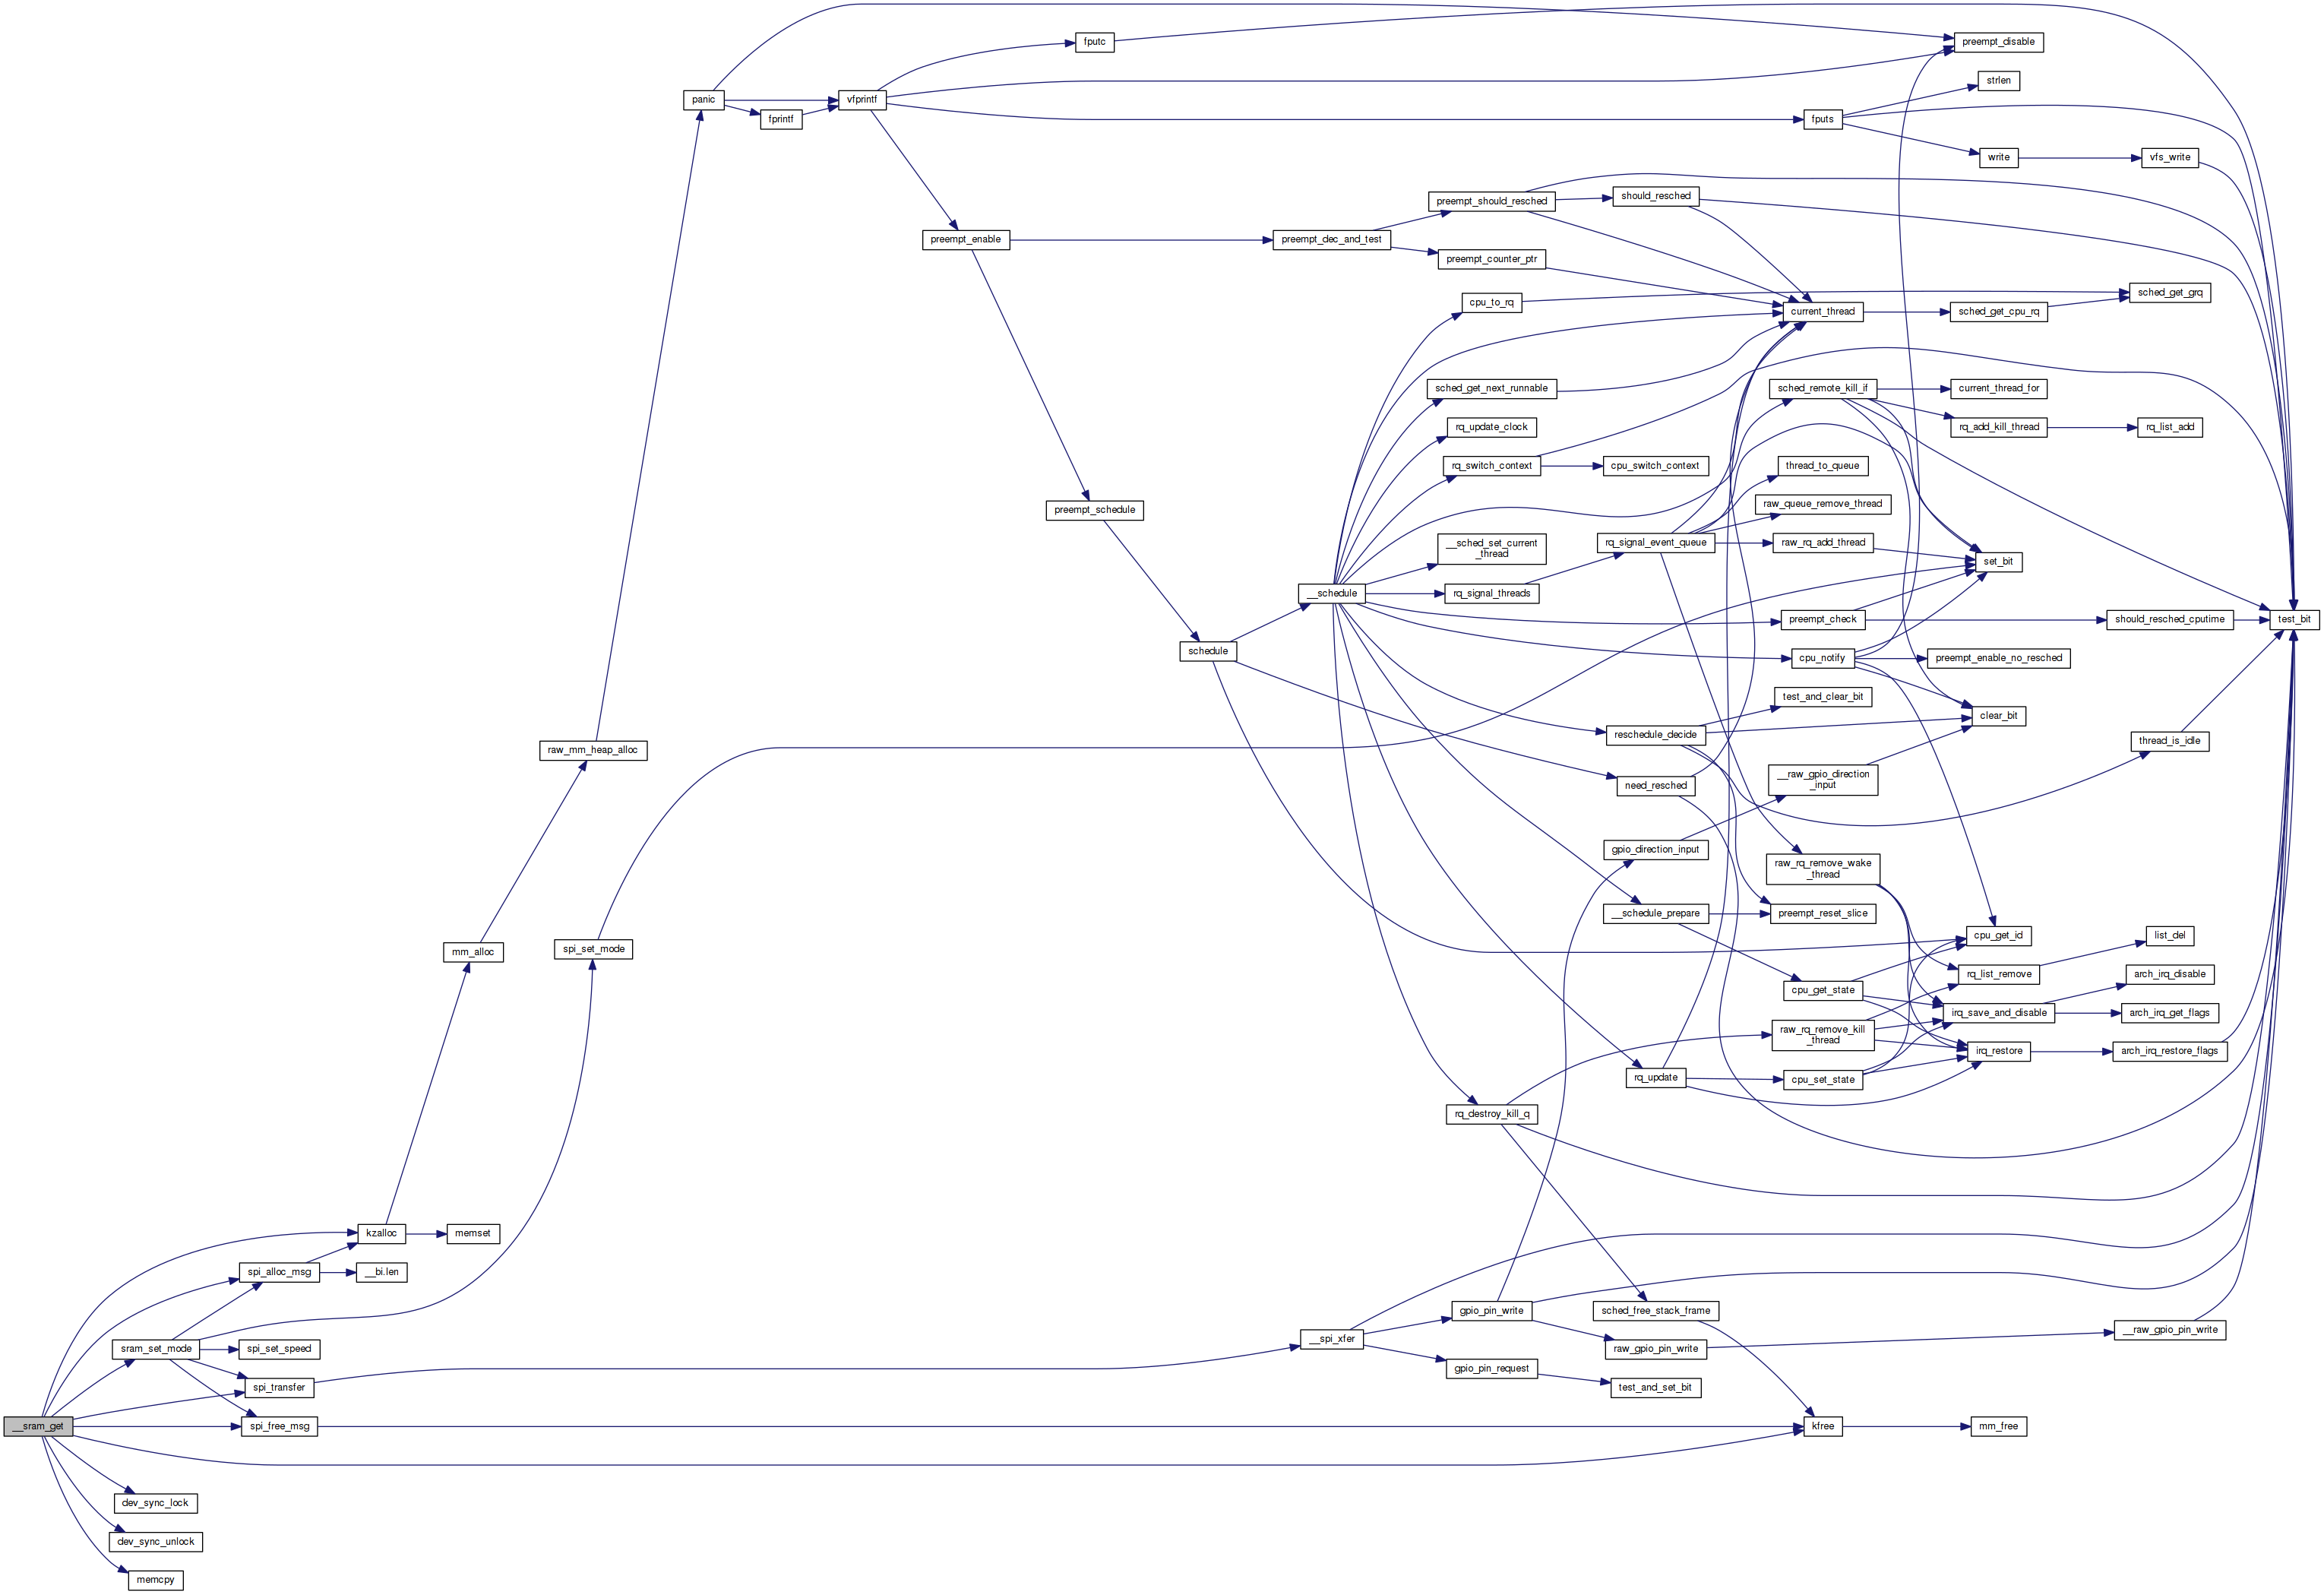 __sram_get
kzalloc
memset
spi_alloc_msg
__bi.len
sram_set_mode
spi_set_speed
spi_transfer
spi_free_msg
dev_sync_lock
dev_sync_unlock
memcpy
mm_alloc
spi_set_mode
raw_mm_heap_alloc
panic
fprintf
vfprintf
fputc
preempt_enable
preempt_schedule
schedule
preempt_disable
strlen
fputs
write
vfs_write
preempt_should_resched
should_resched
preempt_dec_and_test
preempt_counter_ptr
cpu_to_rq
current_thread
sched_get_cpu_rq
sched_get_grq
sched_get_next_runnable
sched_remote_kill_if
current_thread_for
rq_update_clock
rq_add_kill_thread
rq_list_add
rq_switch_context
cpu_switch_context
thread_to_queue
raw_queue_remove_thread
__sched_set_current
_thread
rq_signal_event_queue
raw_rq_add_thread
set_bit
__schedule
rq_signal_threads
preempt_check
should_resched_cputime
test_bit
cpu_notify
preempt_enable_no_resched
test_and_clear_bit
clear_bit
reschedule_decide
thread_is_idle
need_resched
__raw_gpio_direction
_input
gpio_direction_input
raw_rq_remove_wake
_thread
__schedule_prepare
preempt_reset_slice
cpu_get_id
list_del
rq_list_remove
arch_irq_disable
cpu_get_state
irq_save_and_disable
arch_irq_get_flags
raw_rq_remove_kill
_thread
irq_restore
arch_irq_restore_flags
rq_update
cpu_set_state
rq_destroy_kill_q
gpio_pin_write
sched_free_stack_frame
__spi_xfer
raw_gpio_pin_write
__raw_gpio_pin_write
gpio_pin_request
test_and_set_bit
kfree
mm_free